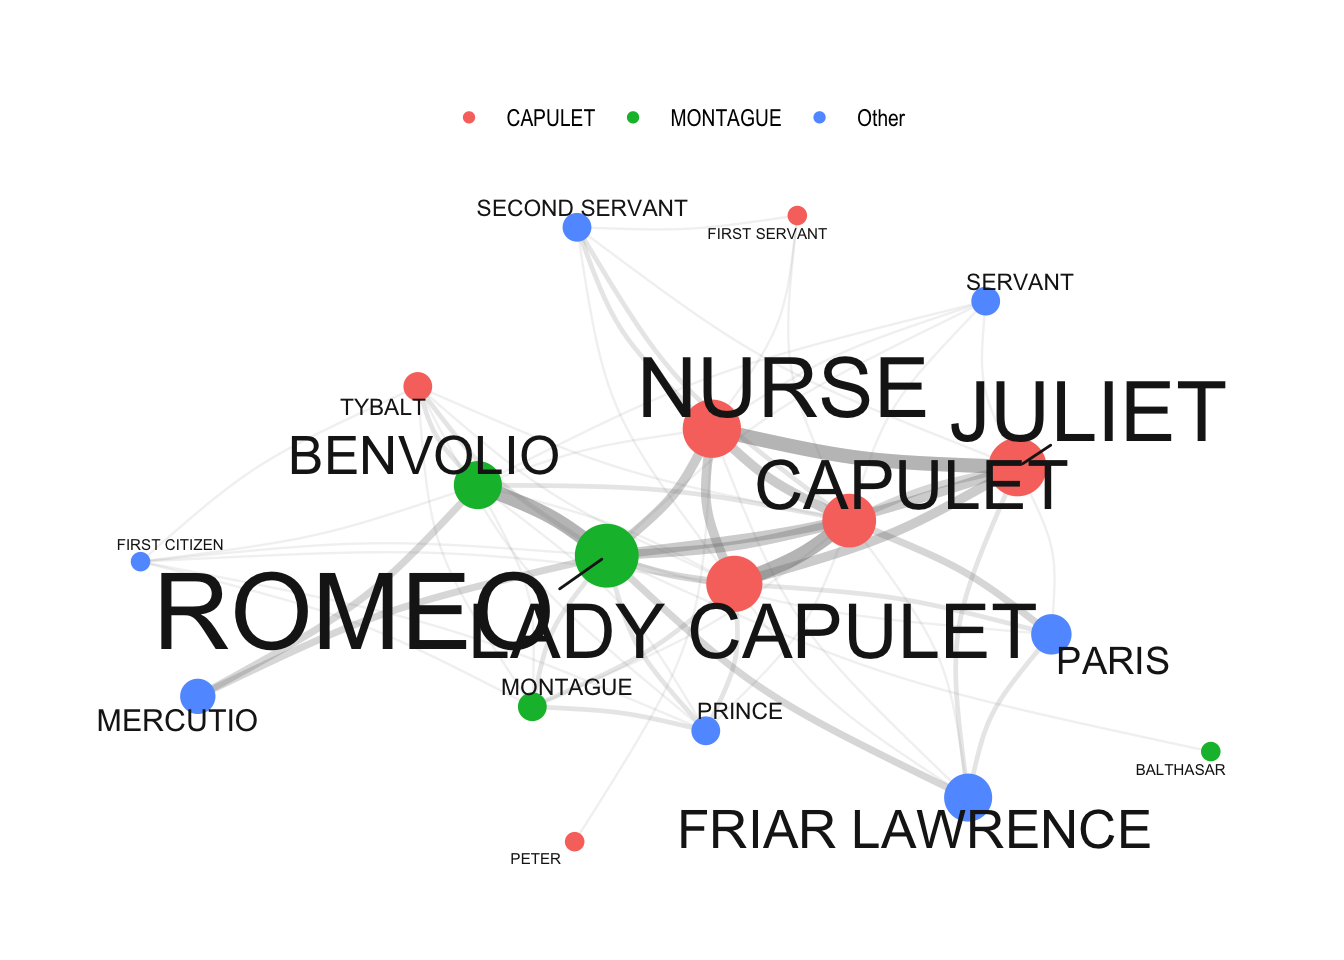 CAPULET MONTAGUE Other
SECOND SERVANT
FIRST SERVANT
SERVANT
NURSE
JULIET
TYBALT
BENVOLIO
CAPULET
FIRST CITIZEN
ROMEO
LADY CAPULET
PARIS
MONTAGUE
PRINCE
MERCUTIO
BALTHASAR
FRIAR LAWRENCE
PETER